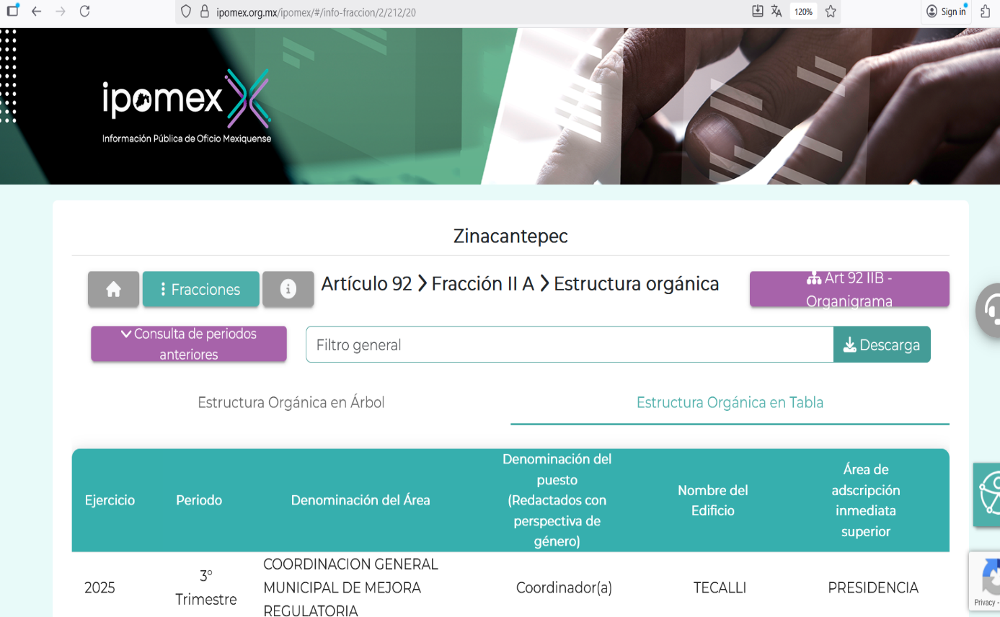 ipomex.org.mx/ipomex/#/info-fraccion/2/212/20
120%
Sign in
ipomex
Información Pública de Oficio Mexiquense
Zinacantepec
Fracciones
Artículo 92 > Fracción II A > Estructura orgánica
Art 92 IIB -
Organigrama
Consulta de periodos
anteriores
Filtro general
Descarga
Estructura Orgánica en Árbol
Estructura Orgánica en Tabla
Ejercicio
Periodo
Denominación del Área
Denominación del
puesto
(Redactados con
perspectiva de
género)
Nombre del
Edificio
Área de
adscripción
inmediata
superior
2025
3°
Trimestre
COORDINACION GENERAL
MUNICIPAL DE MEJORA
REGULATORIA
Coordinador(a)
TECALLI
PRESIDENCIA
Privacy -